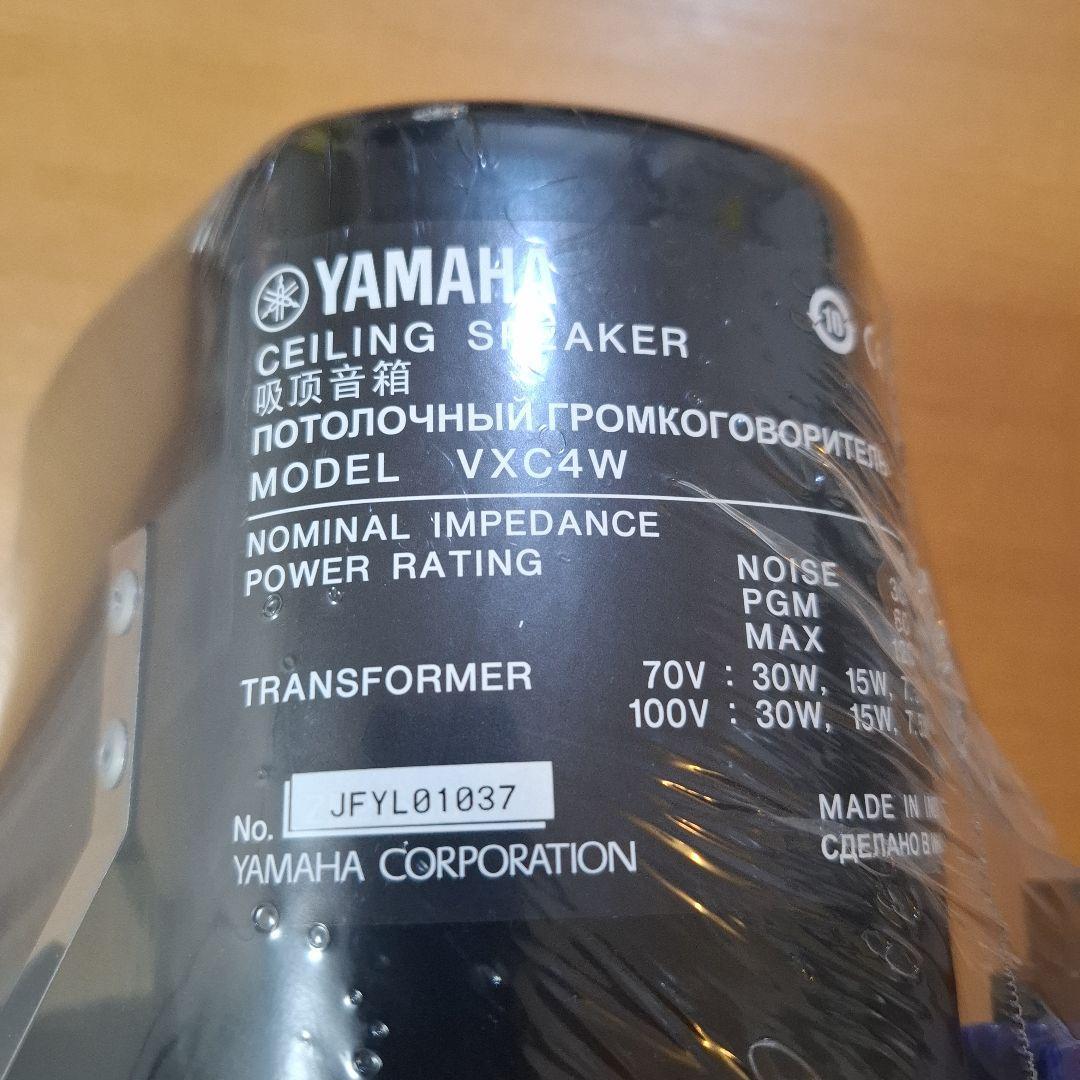 YAMAHA
CEILING SPEAKER
吸顶音箱
ПОТОЛОЧНЫЙ ГРОМКОГОВОРИТЕЛЬ
MODEL VXC4W
10
NOMINAL IMPEDANCE
POWER RATING NOISE
PGM
MAX
TRANSFORMER 70V : 30W, 15W,
100V : 30W, 15W,
No. JFYL01037
YAMAHA CORPORATION
MADE IN
СДЕЛАНО В